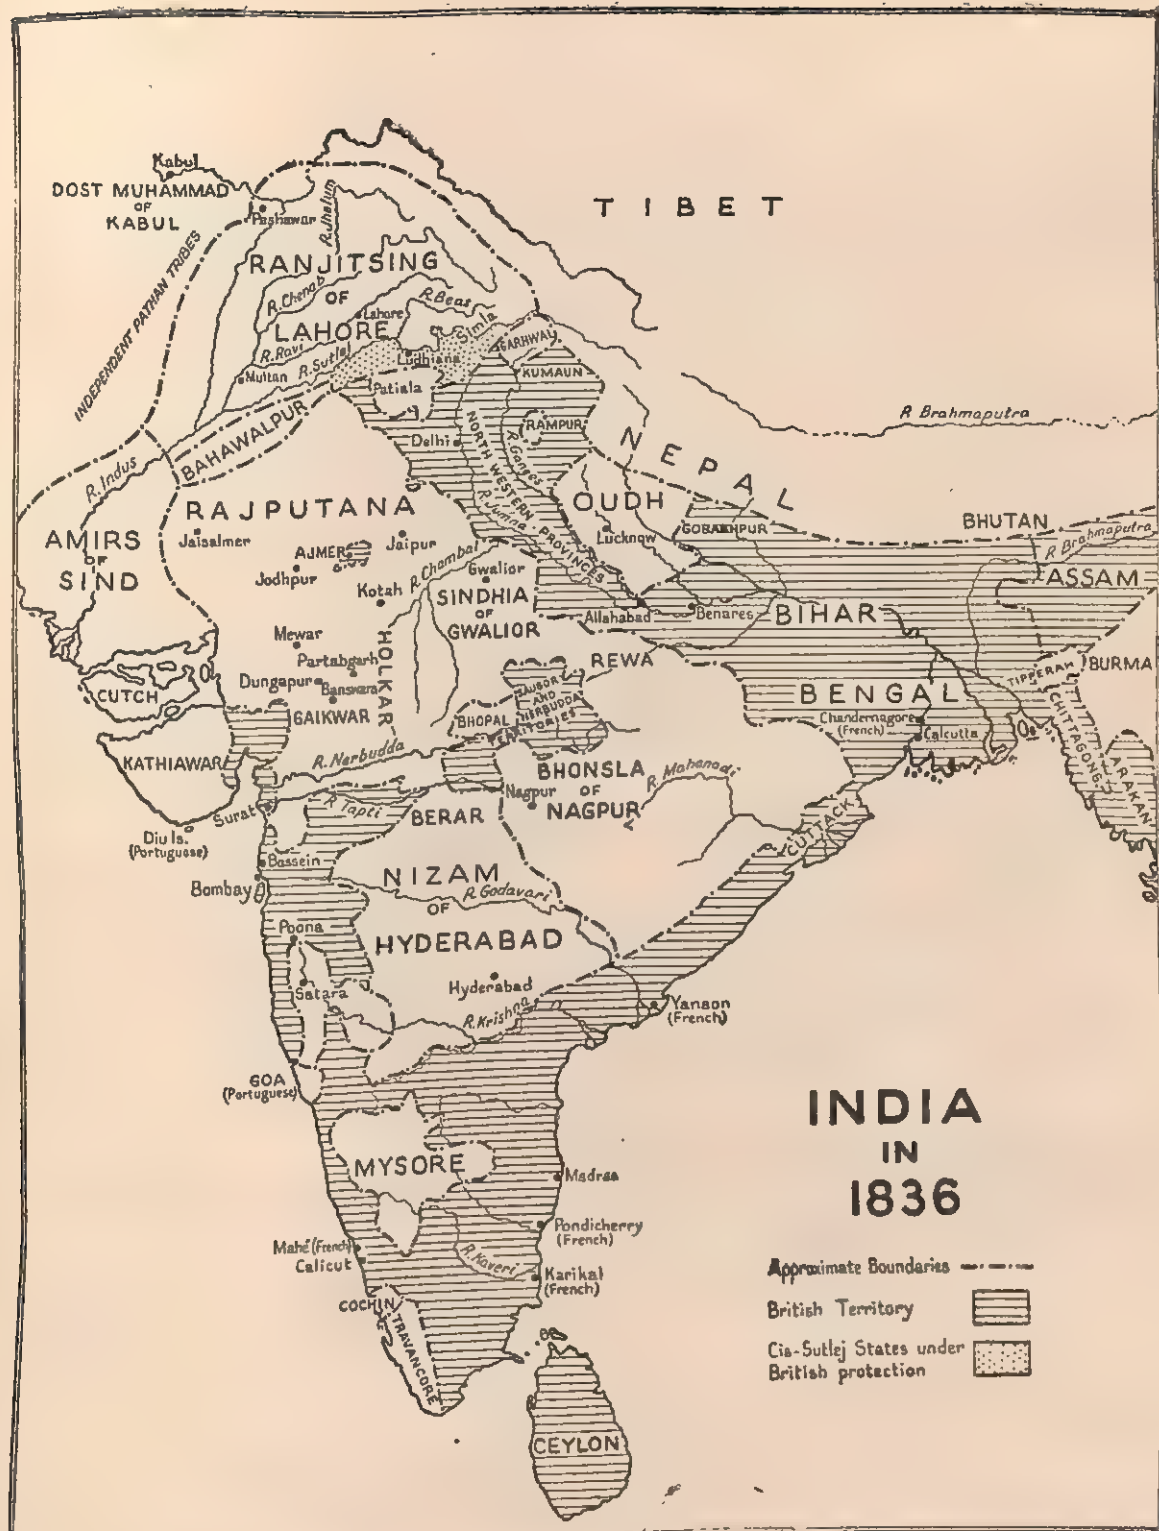 Kabul
DOST MUHAMMAD
OF
KABUL
Peshawar
INDEPENDENT PATHAN TRIBES
R. Jhelum
TIBET
RANJITSING
OF
LAHORE
R. Chenab
R. Beas
Lahore
Simla
R. Ravi
R. Sutlej
Ludhiana
Multan
Patiala
GARHWAL
KUMAUN
BAHAWALPUR
Delhi
RAMPUR
R. Brahmaputra
R. Indus
NORTH WESTERN PROVINCES
R. Ganges
R. Jumna
NEPAL
RAJPUTANA
OUDH
Lucknow
GORAKHPUR
BHUTAN
R. Brahmaputra
AMIRS
OF
SIND
Jaisalmer
AJMER
Jaipur
Jodhpur
Kotah
R. Chambal
Gwalior
SINDHIA
OF
GWALIOR
Allahabad
Benares
BIHAR
ASSAM
Mewar
Partabgarh
Dungapur
Banswara
HOLKAR
REWA
TIPPERAH
BURMA
CUTCH
GAIKWAR
BHOPAL
SAUGOR
AND
NERBUDDA
TERRITORIES
BENGAL
Chandernagore
(French)
Calcutta
CHITTAGONG
ARAKAN
KATHIAWAR
R. Nerbudda
BHONSLA
OF
NAGPUR
Nagpur
R. Mahanadi
Surat
R. Tapti
BERAR
CUTTACK
Diu Is.
(Portuguese)
Bassein
Bombay
NIZAM
OF
HYDERABAD
R. Godavari
Poona
Satara
Hyderabad
R. Krishna
Yanaon
(French)
GOA
(Portuguese)
MYSORE
Madras
Pondicherry
(French)
Mahé (French)
Calicut
R. Kaveri
Karikal
(French)
COCHIN
TRAVANCORE
CEYLON
INDIA
IN
1836
Approximate Boundaries
British Territory
Cis-Sutlej States under
British protection